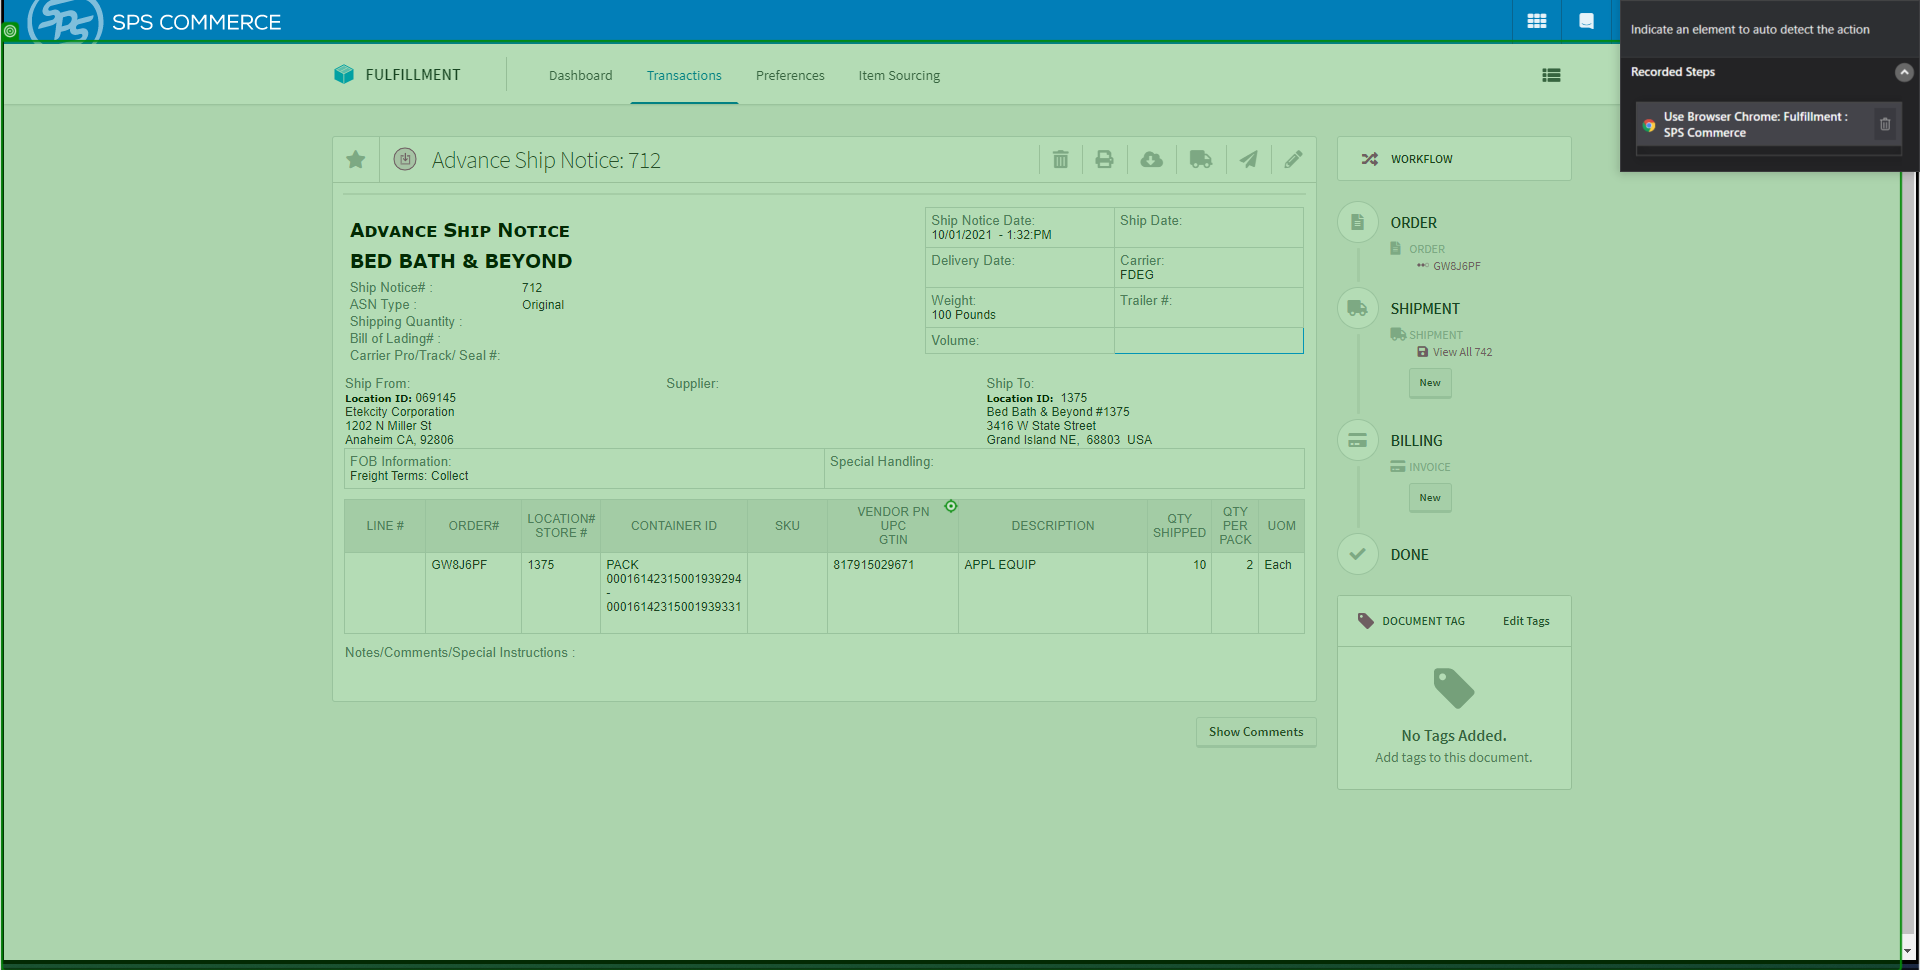 SPS SPS COMMERCE
Indicate an element to auto detect the action
Recorded Steps
Use Browser Chrome: Fulfillment :
SPS Commerce
FULFILLMENT
Dashboard
Transactions
Preferences
Item Sourcing
Advance Ship Notice: 712
WORKFLOW
ADVANCE SHIP NOTICE
BED BATH & BEYOND
Ship Notice# : 712
ASN Type : Original
Shipping Quantity :
Bill of Lading# :
Carrier Pro/Track/ Seal #:
Ship Notice Date:
10/01/2021 - 1:32:PM
Ship Date:
Delivery Date:
Carrier:
FDEG
Weight:
100 Pounds
Trailer #:
Volume:
Ship From:
Location ID: 069145
Etekcity Corporation
1202 N Miller St
Anaheim CA, 92806
Supplier:
Ship To:
Location ID: 1375
Bed Bath & Beyond #1375
3416 W State Street
Grand Island NE, 68803 USA
FOB Information:
Freight Terms: Collect
Special Handling:
LINE #
ORDER#
LOCATION#
STORE #
CONTAINER ID
SKU
VENDOR PN
UPC
GTIN
DESCRIPTION
QTY
SHIPPED
QTY
PER
PACK
UOM
GW8J6PF
1375
PACK
00016142315001939294
-
00016142315001939331
817915029671
APPL EQUIP
10
2
Each
Notes/Comments/Special Instructions :
Show Comments
ORDER
ORDER
GW8J6PF
SHIPMENT
SHIPMENT
View All 742
New
BILLING
INVOICE
New
DONE
DOCUMENT TAG
Edit Tags
No Tags Added.
Add tags to this document.